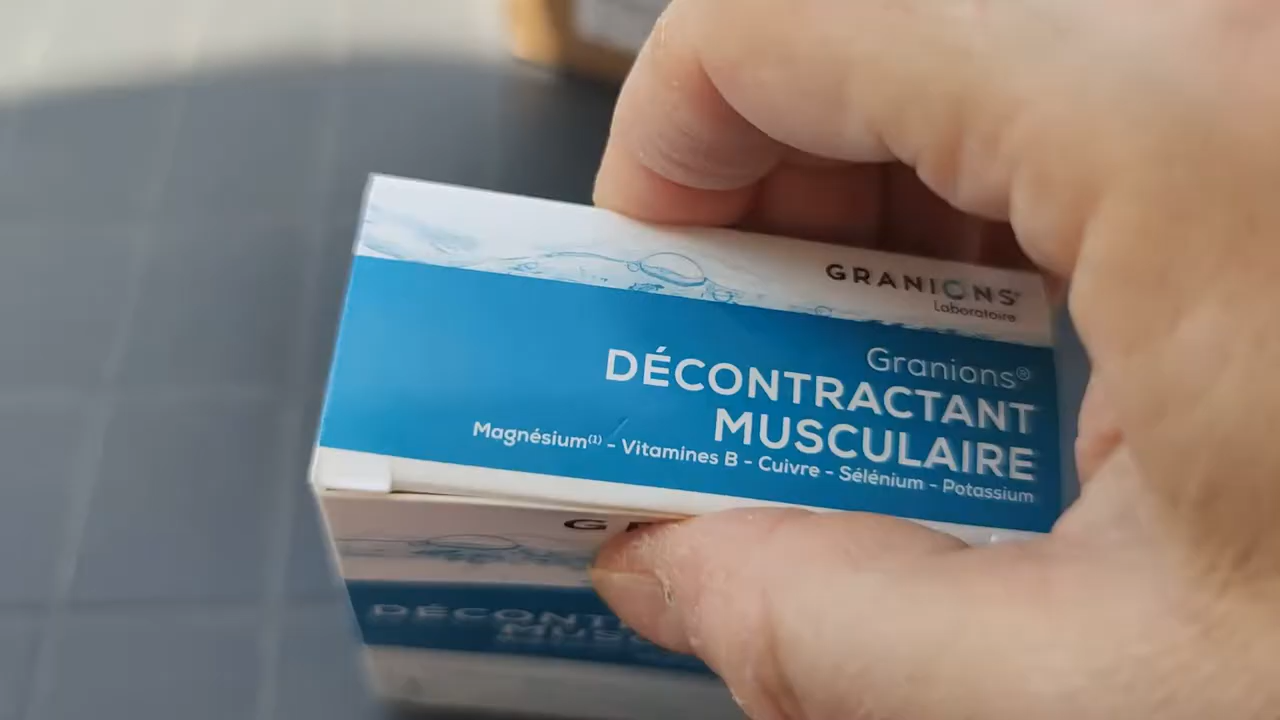 GRANIONS®
Laboratoire
Granions®
DÉCONTRACTANT
MUSCULAIRE
Magnésium⁽¹⁾ - Vitamines B - Cuivre - Sélénium - Potassium